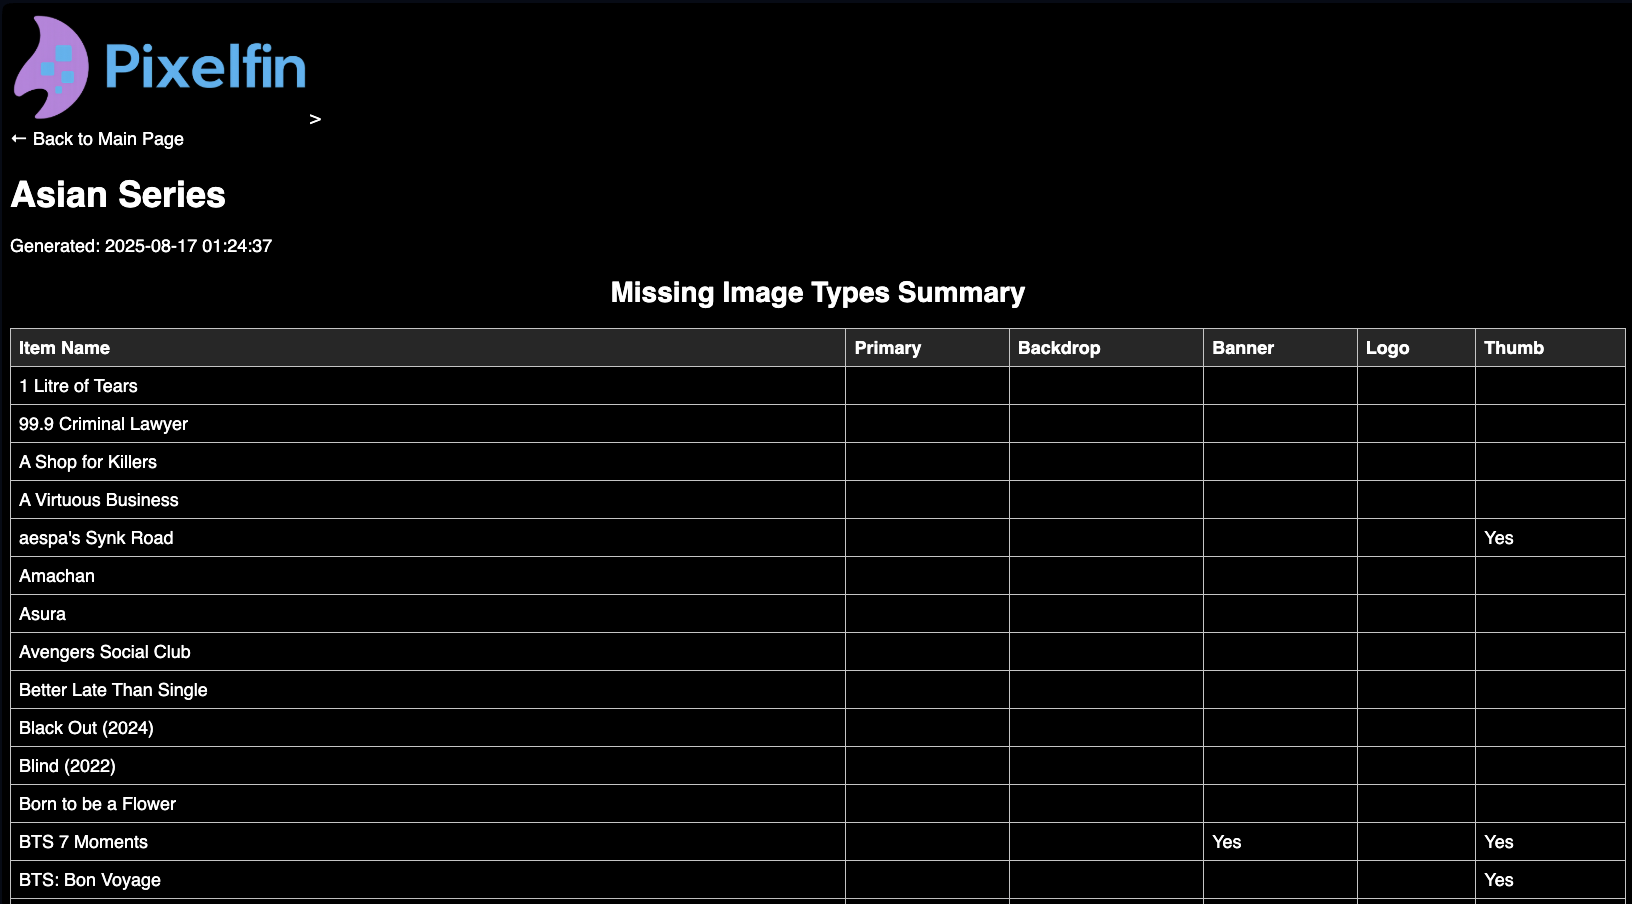 Pixelfin
>
← Back to Main Page
Asian Series
Generated: 2025-08-17 01:24:37
Missing Image Types Summary
Item Name Primary Backdrop Banner Logo Thumb
1 Litre of Tears
99.9 Criminal Lawyer
A Shop for Killers
A Virtuous Business
aespa's Synk Road Yes
Amachan
Asura
Avengers Social Club
Better Late Than Single
Black Out (2024)
Blind (2022)
Born to be a Flower
BTS 7 Moments Yes Yes
BTS: Bon Voyage Yes